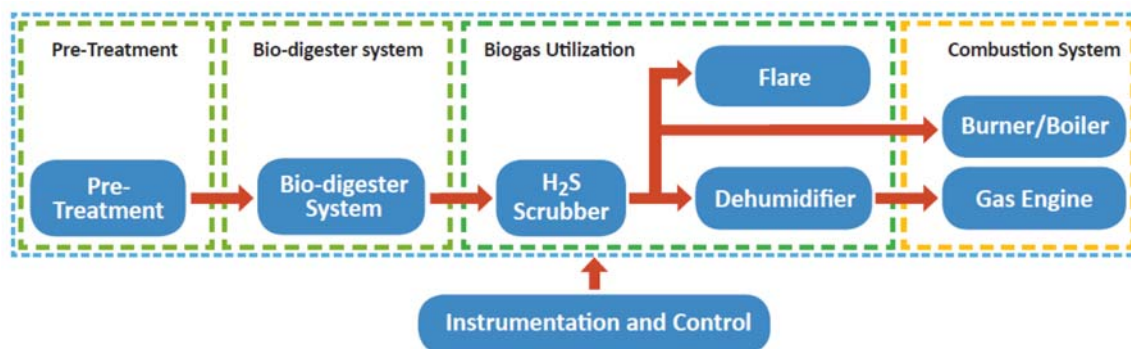 Pre-Treatment
Bio-digester system
Biogas Utilization
Combustion System
Flare
Burner/Boiler
Pre-
Treatment
Bio-digester
System
H₂S
Scrubber
Dehumidifier
Gas Engine
Instrumentation and Control